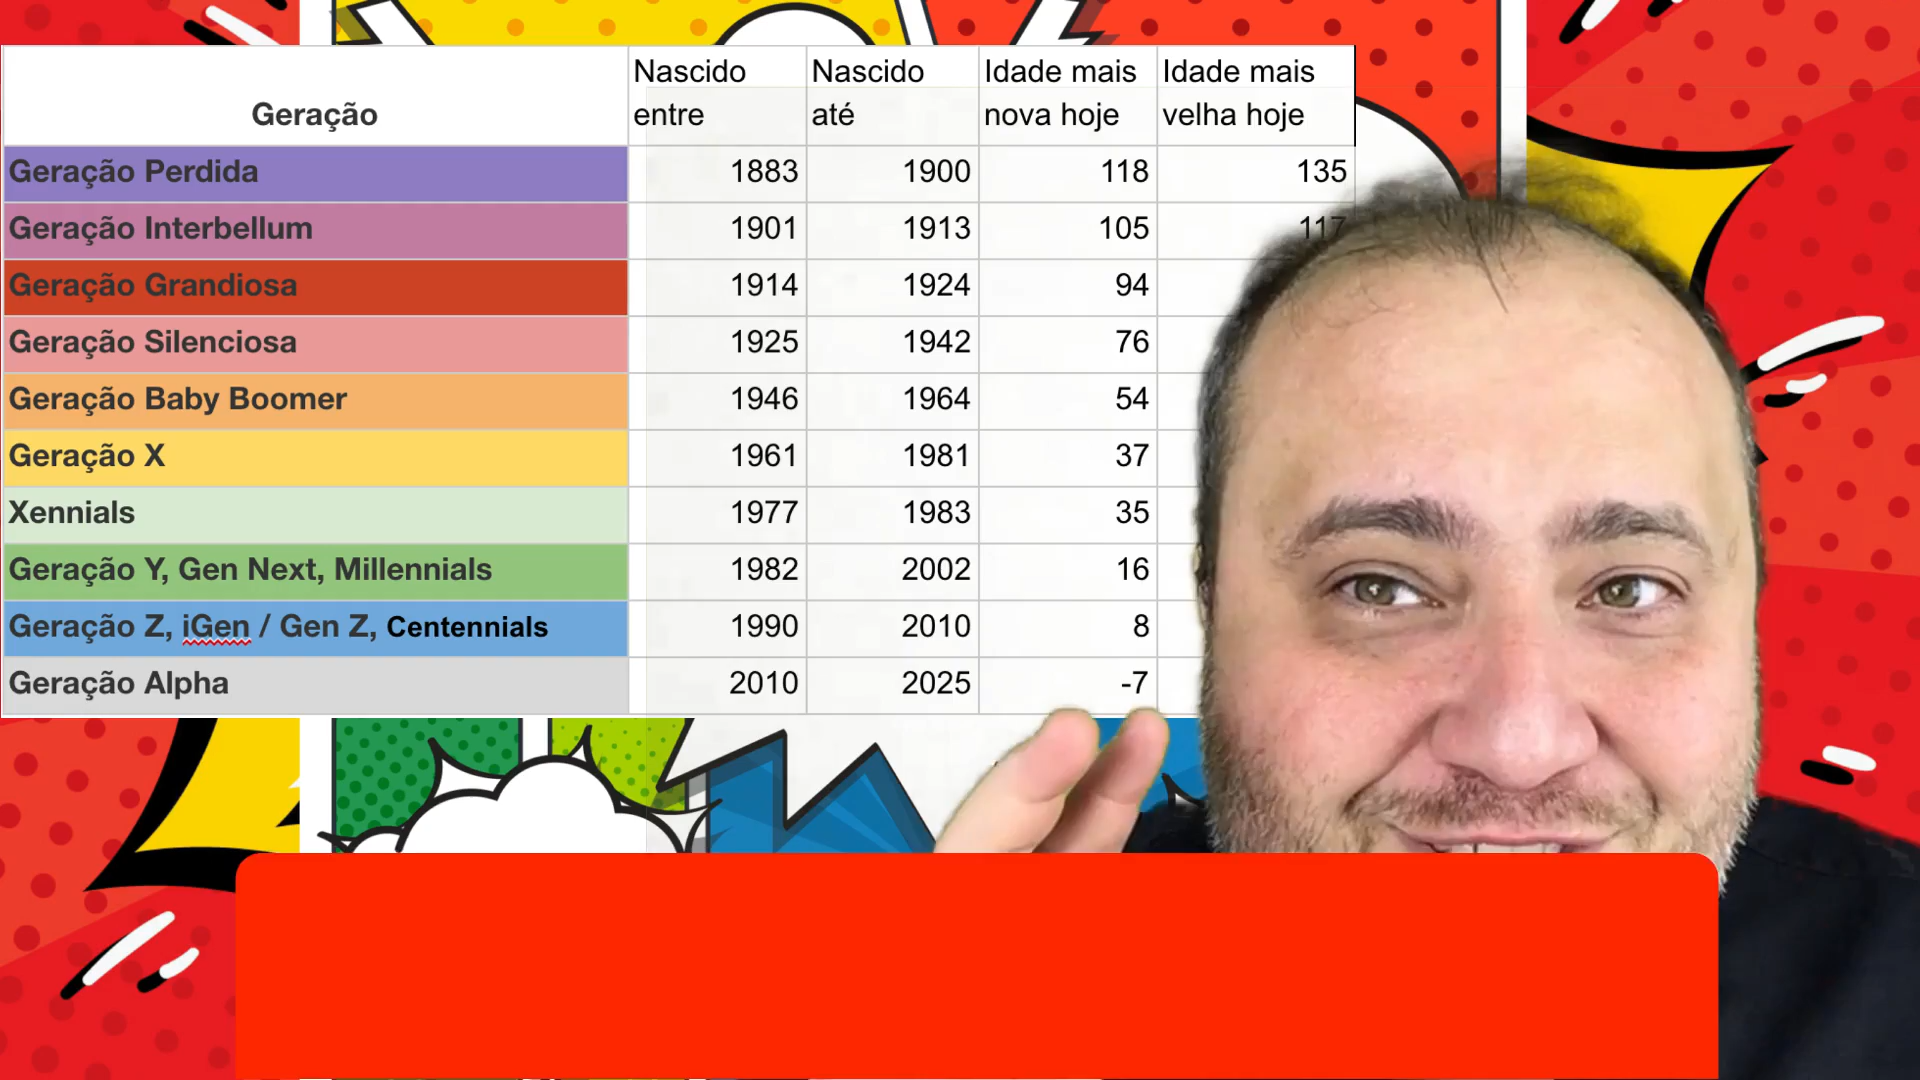 Geração Nascido entre Nascido até Idade mais nova hoje Idade mais velha hoje
Geração Perdida 1883 1900 118 135
Geração Interbellum 1901 1913 105 117
Geração Grandiosa 1914 1924 94
Geração Silenciosa 1925 1942 76
Geração Baby Boomer 1946 1964 54
Geração X 1961 1981 37
Xennials 1977 1983 35
Geração Y, Gen Next, Millennials 1982 2002 16
Geração Z, iGen / Gen Z, Centennials 1990 2010 8
Geração Alpha 2010 2025 -7